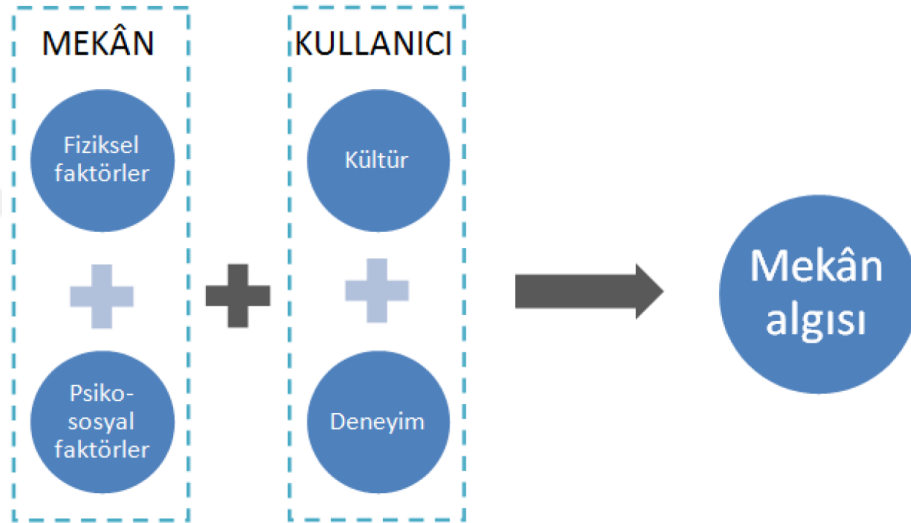 MEKÂN
Fiziksel
faktörler
Psiko-
sosyal
faktörler
KULLANICI
Kültür
Deneyim
Mekân
algısı